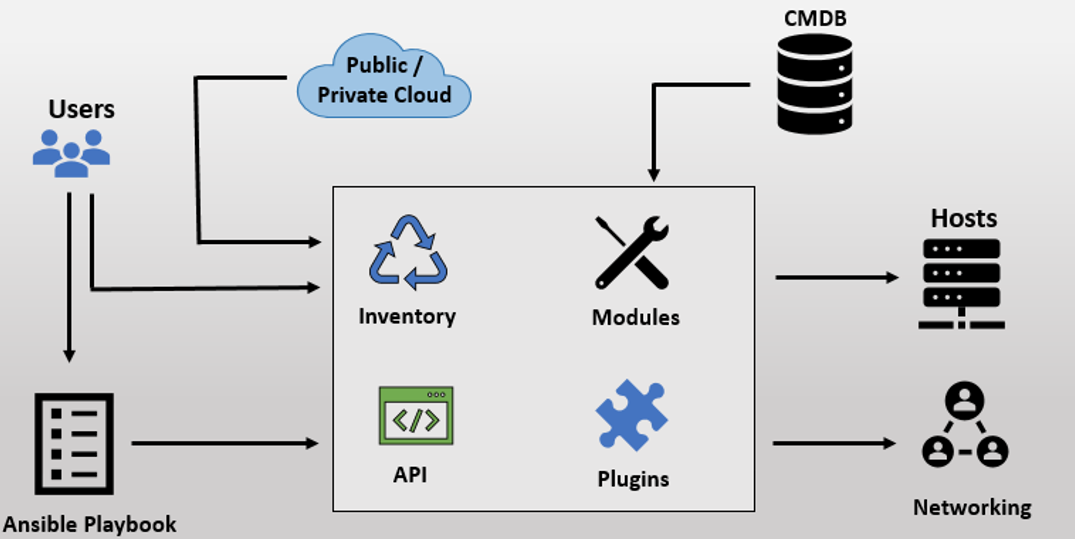 CMDB
Public /
Private Cloud
Users
Hosts
Inventory
Modules
API
Plugins
Networking
Ansible Playbook